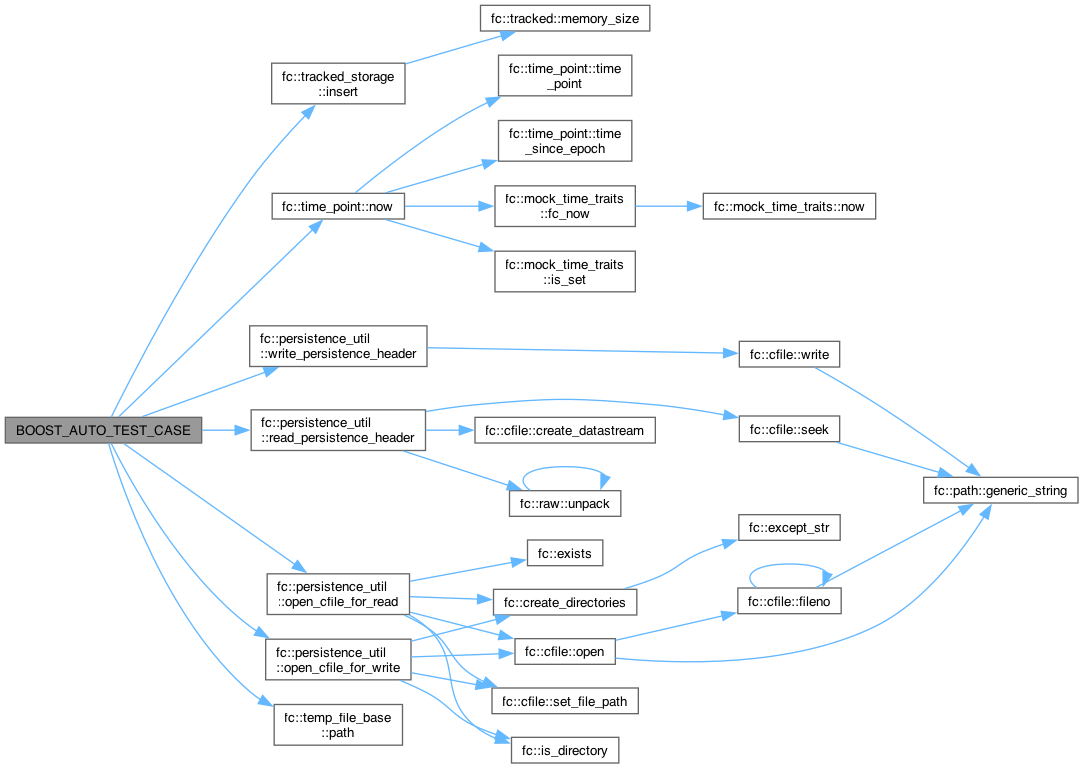 fc::tracked::memory_size
fc::tracked_storage
::insert
fc::time_point::time
_point
fc::time_point::time
_since_epoch
fc::time_point::now
fc::mock_time_traits
::fc_now
fc::mock_time_traits::now
fc::mock_time_traits
::is_set
fc::persistence_util
::write_persistence_header
fc::cfile::write
BOOST_AUTO_TEST_CASE
fc::persistence_util
::read_persistence_header
fc::cfile::create_datastream
fc::cfile::seek
fc::raw::unpack
fc::path::generic_string
fc::except_str
fc::exists
fc::persistence_util
::open_cfile_for_read
fc::create_directories
fc::cfile::fileno
fc::persistence_util
::open_cfile_for_write
fc::cfile::open
fc::cfile::set_file_path
fc::temp_file_base
::path
fc::is_directory